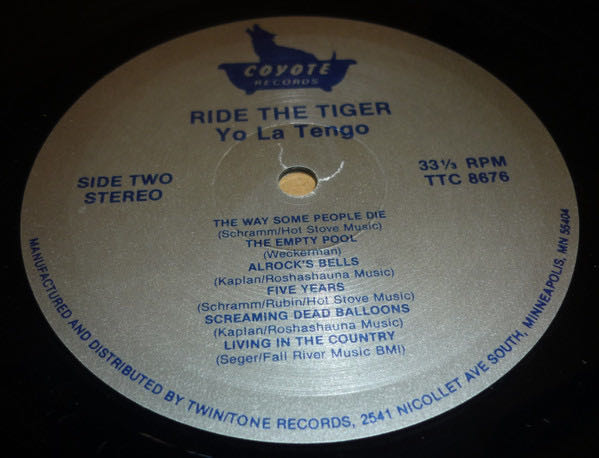 COYOTE
RECORDS
RIDE THE TIGER
Yo La Tengo
SIDE TWO
STEREO
33⅓ RPM
TTC 8676
THE WAY SOME PEOPLE DIE
(Schramm/Hot Stove Music)
THE EMPTY POOL
(Weckerman)
ALROCK'S BELLS
(Kaplan/Roshashauna Music)
FIVE YEARS
(Schramm/Rubin/Hot Stove Music)
SCREAMING DEAD BALLOONS
(Kaplan/Roshashauna Music)
LIVING IN THE COUNTRY
(Seger/Fall River Music BMI)
MANUFACTURED AND DISTRIBUTED BY TWIN/TONE RECORDS, 2541 NICOLLET AVE SOUTH, MINNEAPOLIS, MN 55404